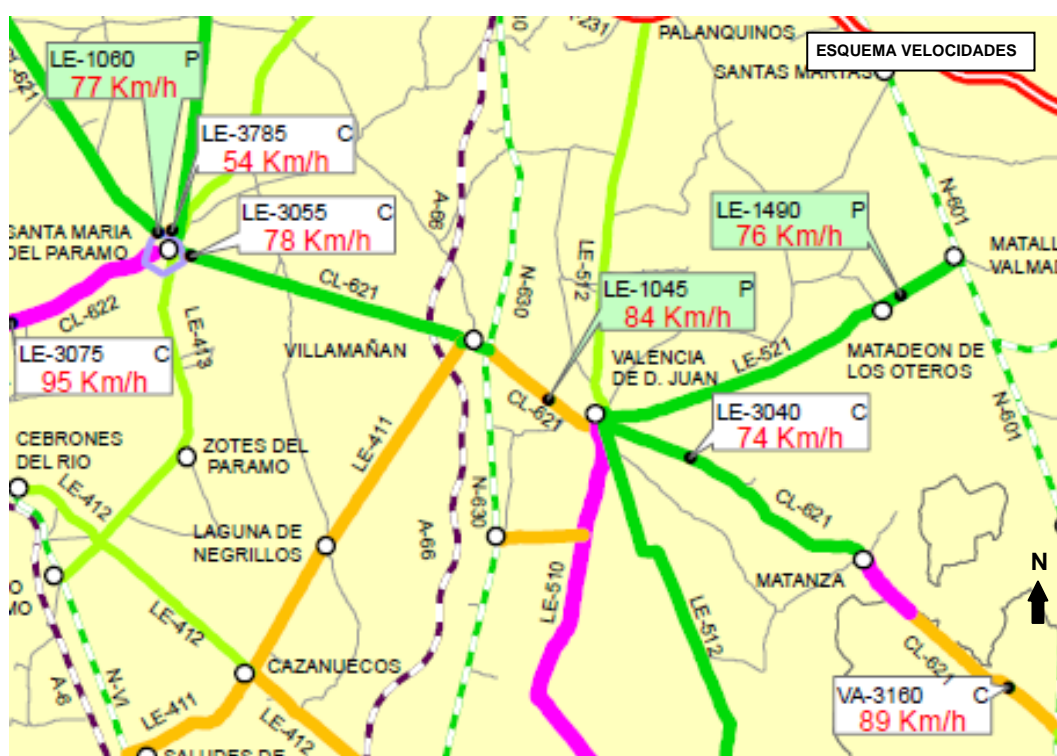 ESQUEMA VELOCIDADES
PALANQUINOS
SANTAS MARTAS
LE-1060 P
77 Km/h
LE-3785 C
54 Km/h
LE-3055 C
78 Km/h
SANTA MARIA
DEL PARAMO
CL-622
LE-3075 C
95 Km/h
LE-413
CL-621
VILLAMAÑAN
A-66
N-630
LE-512
LE-1045 P
84 Km/h
CL-621
VALENCIA
DE D. JUAN
LE-1490 P
76 Km/h
LE-521
MATADEON DE
LOS OTEROS
N-601
MATALL
VALMAD
N-601
LE-3040 C
74 Km/h
CL-621
MATANZA
CEBRONES
DEL RIO
LE-412
ZOTES DEL
PARAMO
LE-411
LAGUNA DE
NEGRILLOS
N-630
A-66
LE-510
LE-512
LE-412
CAZANUECOS
N
CL-621
VA-3160 C
89 Km/h
A-6
N-VI
LE-411
LE-412
SALUDES DE